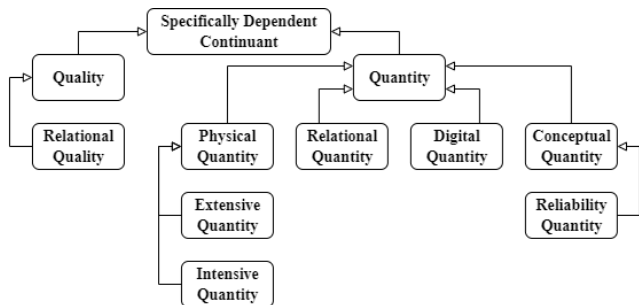 Specifically Dependent
Continuant
Quality
Quantity
Relational
Quality
Physical
Quantity
Relational
Quantity
Digital
Quantity
Conceptual
Quantity
Extensive
Quantity
Reliability
Quantity
Intensive
Quantity